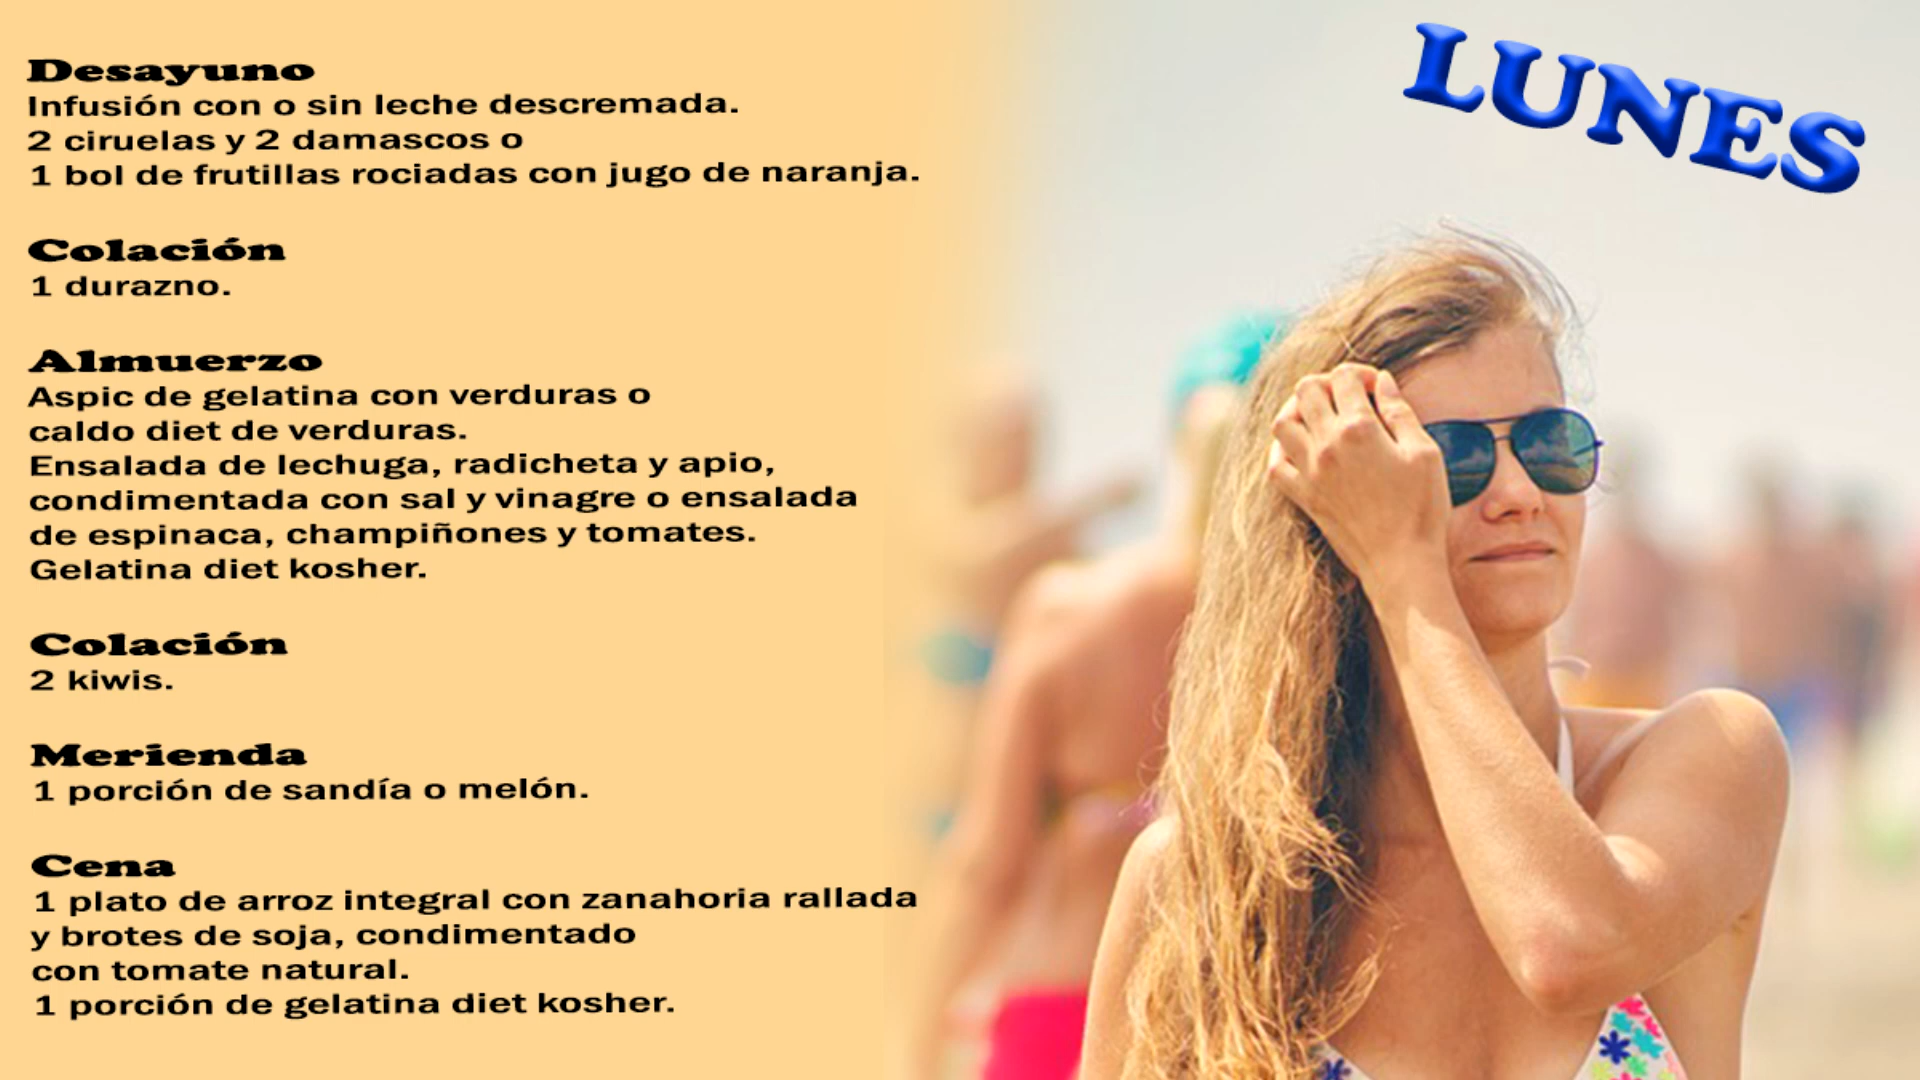 LUNES
Desayuno
Infusión con o sin leche descremada.
2 ciruelas y 2 damascos o
1 bol de frutillas rociadas con jugo de naranja.
Colación
1 durazno.
Almuerzo
Aspic de gelatina con verduras o
caldo diet de verduras.
Ensalada de lechuga, radicheta y apio,
condimentada con sal y vinagre o ensalada
de espinaca, champiñones y tomates.
Gelatina diet kosher.
Colación
2 kiwis.
Merienda
1 porción de sandía o melón.
Cena
1 plato de arroz integral con zanahoria rallada
y brotes de soja, condimentado
con tomate natural.
1 porción de gelatina diet kosher.